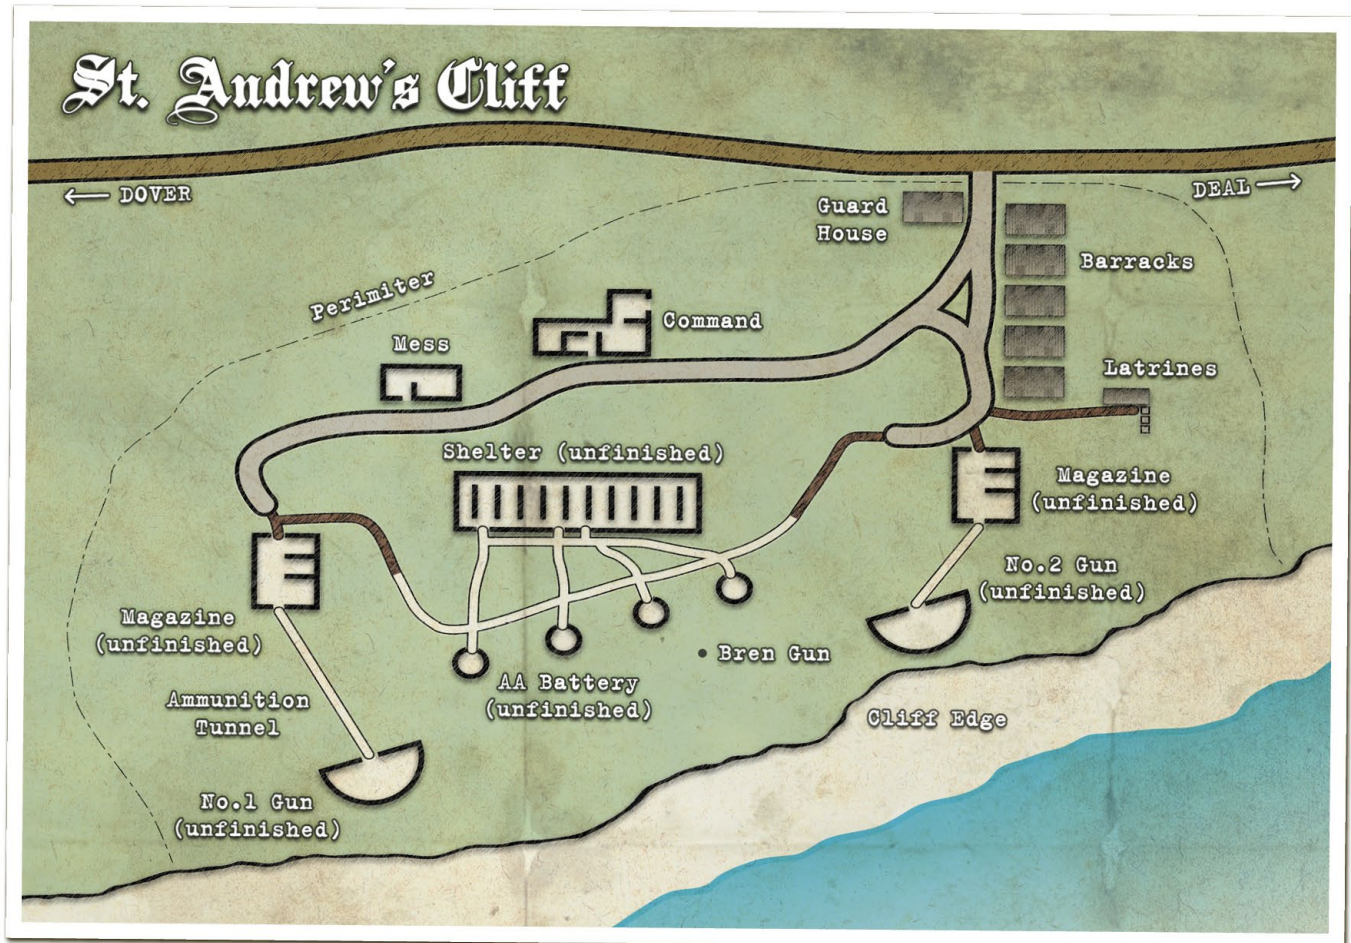 St. Andrew's Cliff
← DOVER
DEAL →
Guard
House
Barracks
Perimiter
Command
Mess
Latrines
Shelter (unfinished)
Magazine
(unfinished)
No.2 Gun
(unfinished)
Magazine
(unfinished)
Bren Gun
AA Battery
(unfinished)
Ammunition
Tunnel
Cliff Edge
No.1 Gun
(unfinished)